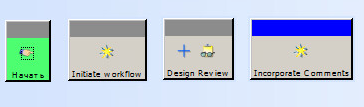 Начать
Initiate workflow
Design Review
Incorporate Comments